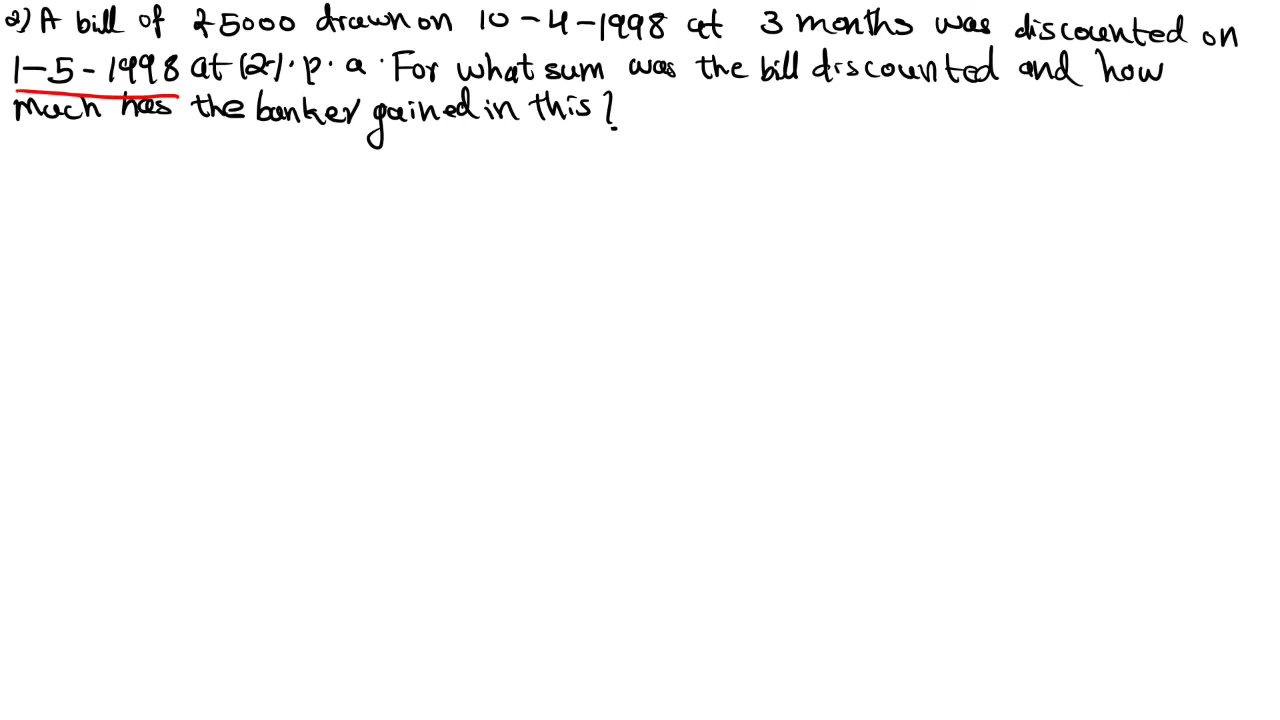 2) A bill of ₹5000 drawn on 10-4-1998 at 3 months was discounted on
1-5-1998 at 12% p.a. For what sum was the bill discounted and how
much has the banker gained in this?